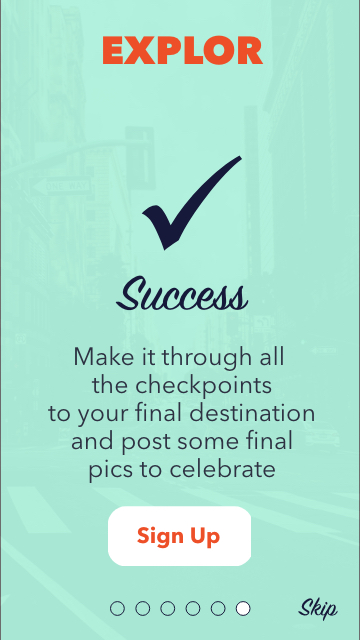 EXPLOR
Success
Make it through all
the checkpoints
to your final destination
and post some final
pics to celebrate
Sign Up
Skip